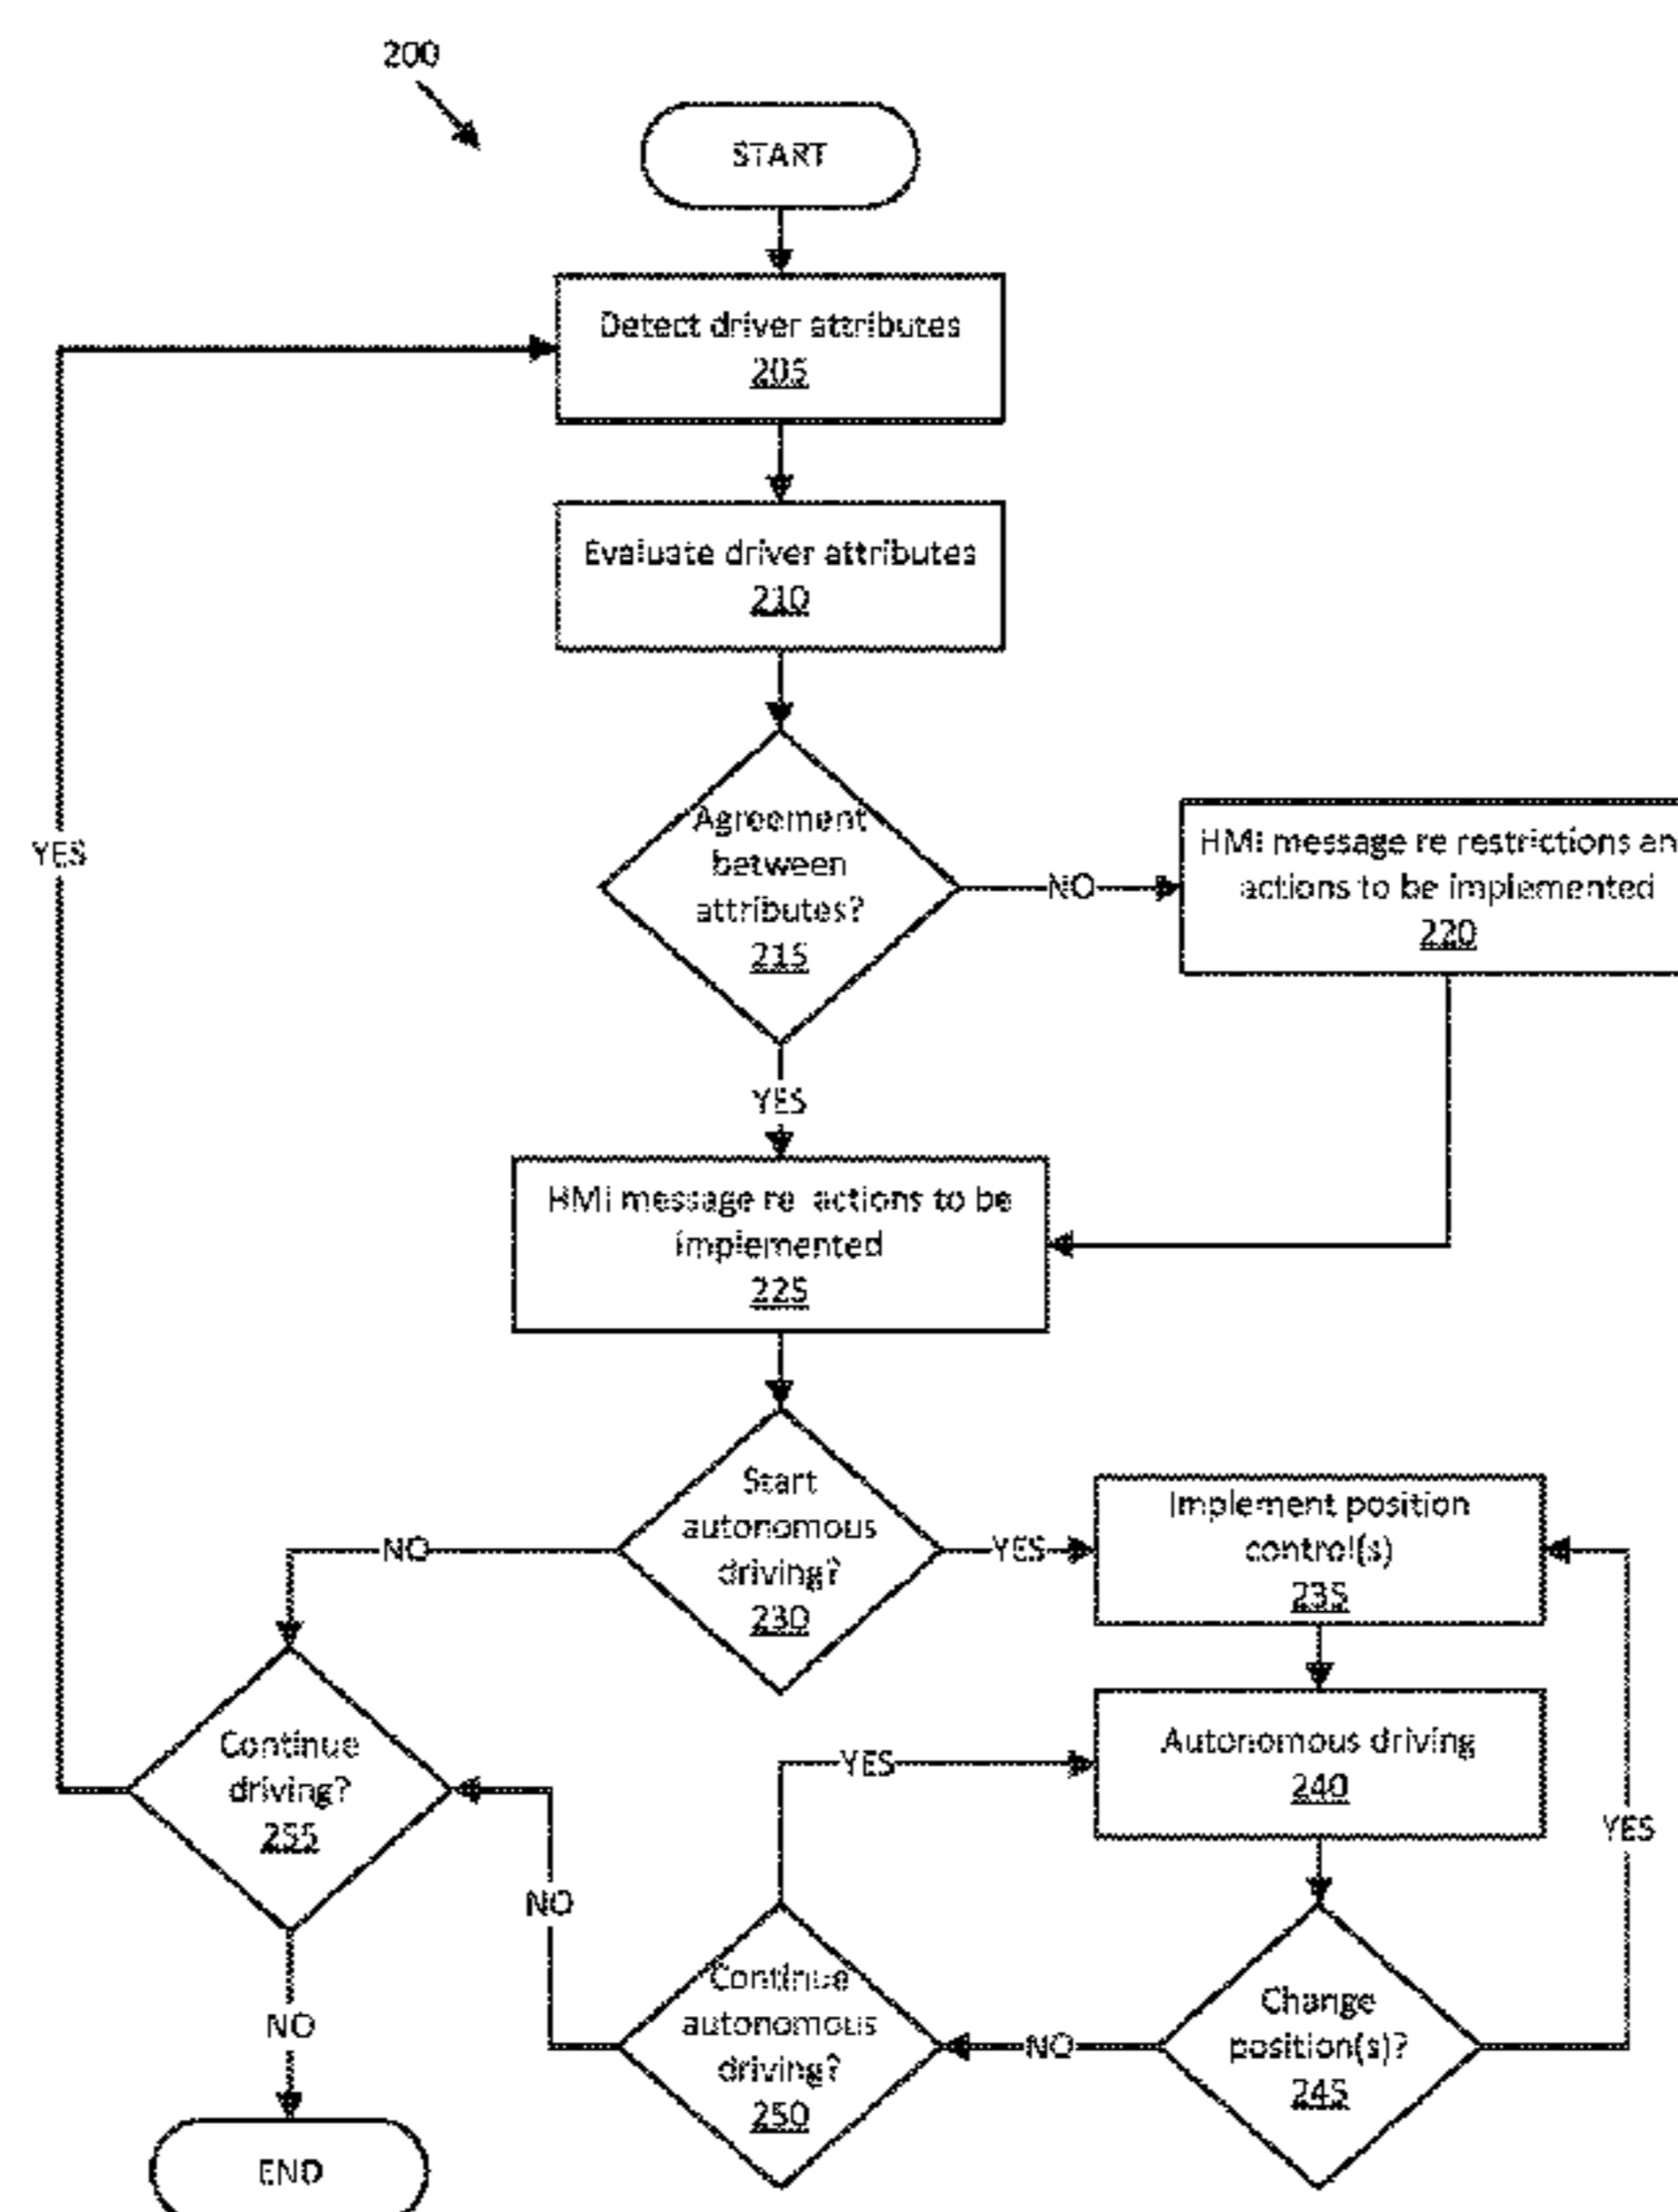 200
START
Detect driver attributes
205
Evaluate driver attributes
210
Agreement
between
attributes?
215
NO
HMI message re restrictions an
actions to be implemented
220
YES
YES
HMI message re actions to be
implemented
225
Start
autonomous
driving?
230
NO
YES
Implement position
control(s)
235
Autonomous driving
240
YES
YES
Continue
driving?
255
NO
Continue
autonomous
driving?
250
NO
Change
position(s)?
245
NO
END